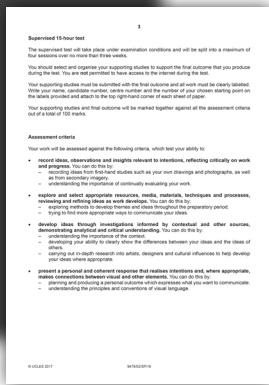 3
Supervised 15-hour test
The supervised test will take place under examination conditions and will be split into a maximum of
four sessions over no more than three weeks.
You should select and organise your supporting studies to support the final outcome that you produce
during the test. You are not permitted to have access to the internet during the test.
Your supporting studies must be submitted with the final outcome and all work must be clearly labelled.
Write your name, candidate number, centre number and the number of your chosen starting point on
the labels provided and attach to the top right-hand corner of each sheet of paper.
Your supporting studies and final outcome will be marked together against all the assessment criteria
out of a total of 100 marks.
Assessment criteria
Your work will be assessed against the following criteria, which test your ability to:
• record ideas, observations and insights relevant to intentions, reflecting critically on work
and progress. You can do this by:
– recording ideas from first-hand studies such as your own drawings and photographs, as well
as from secondary imagery.
– understanding the importance of continually evaluating your work.
• explore and select appropriate resources, media, materials, techniques and processes,
reviewing and refining ideas as work develops. You can do this by:
– exploring methods to develop themes and ideas throughout the preparatory period.
– trying to find more appropriate ways to communicate your ideas.
• develop ideas through investigations informed by contextual and other sources,
demonstrating analytical and critical understanding. You can do this by:
– understanding the importance of the context.
– developing your ability to clearly show the differences between your ideas and the ideas of
others.
– carrying out in-depth research into artists, designers and cultural influences to help develop
your ideas where appropriate.
• present a personal and coherent response that realises intentions and, where appropriate,
makes connections between visual and other elements. You can do this by:
– planning and producing a personal outcome which expresses what you want to communicate.
– understanding the principles and conventions of visual language.
© UCLES 2017